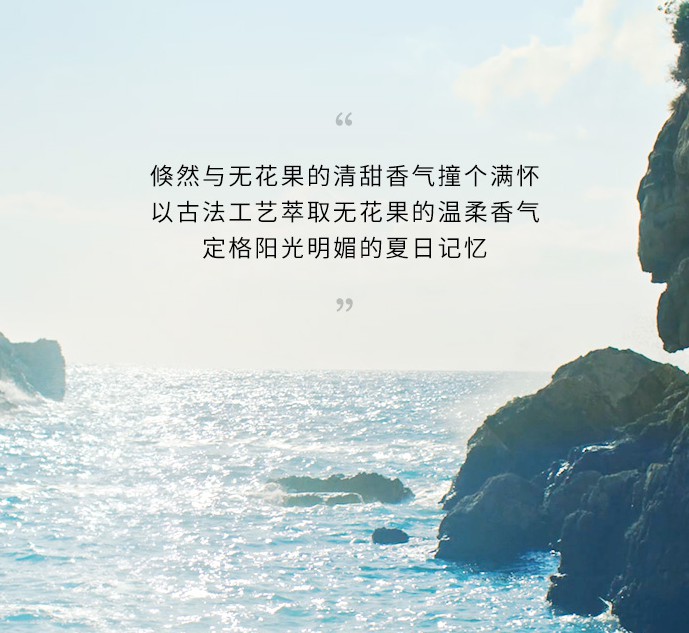 “
倏然与无花果的清甜香气撞个满怀
以古法工艺萃取无花果的温柔香气
定格阳光明媚的夏日记忆
”